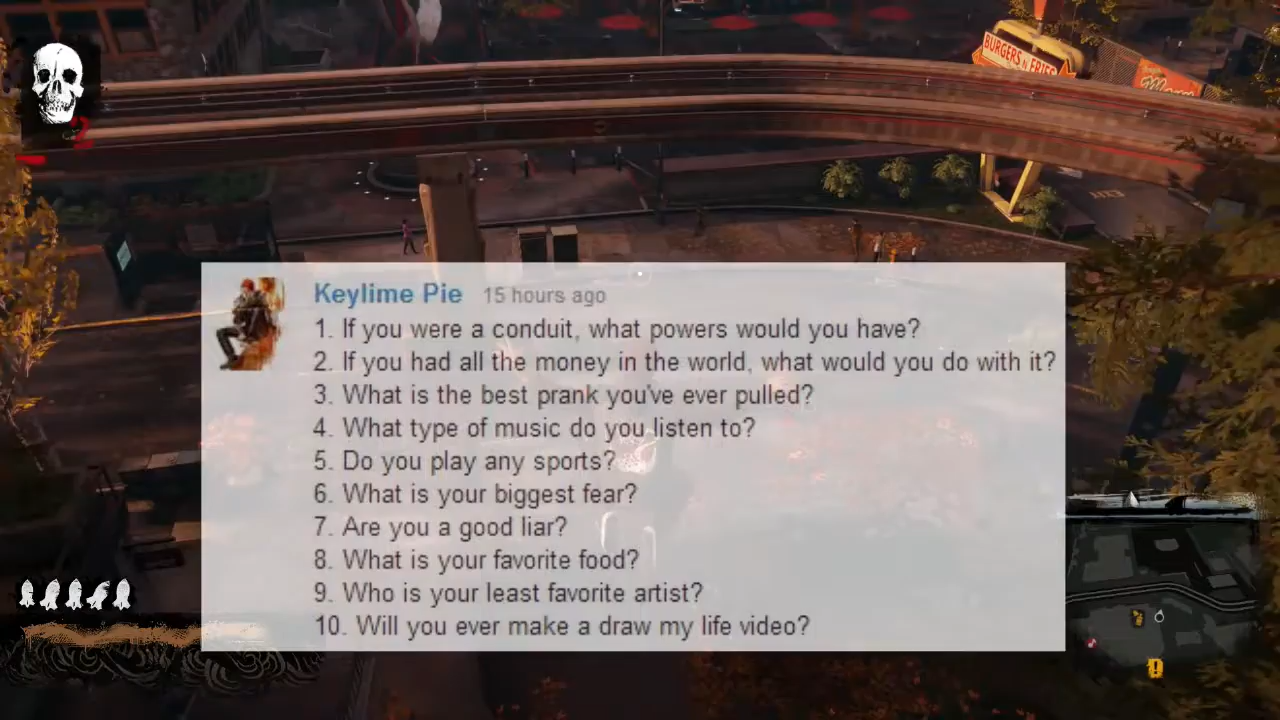 BURGERS N FRIES
2
Keylime Pie 15 hours ago
1. If you were a conduit, what powers would you have?
2. If you had all the money in the world, what would you do with it?
3. What is the best prank you've ever pulled?
4. What type of music do you listen to?
5. Do you play any sports?
6. What is your biggest fear?
7. Are you a good liar?
8. What is your favorite food?
9. Who is your least favorite artist?
10. Will you ever make a draw my life video?